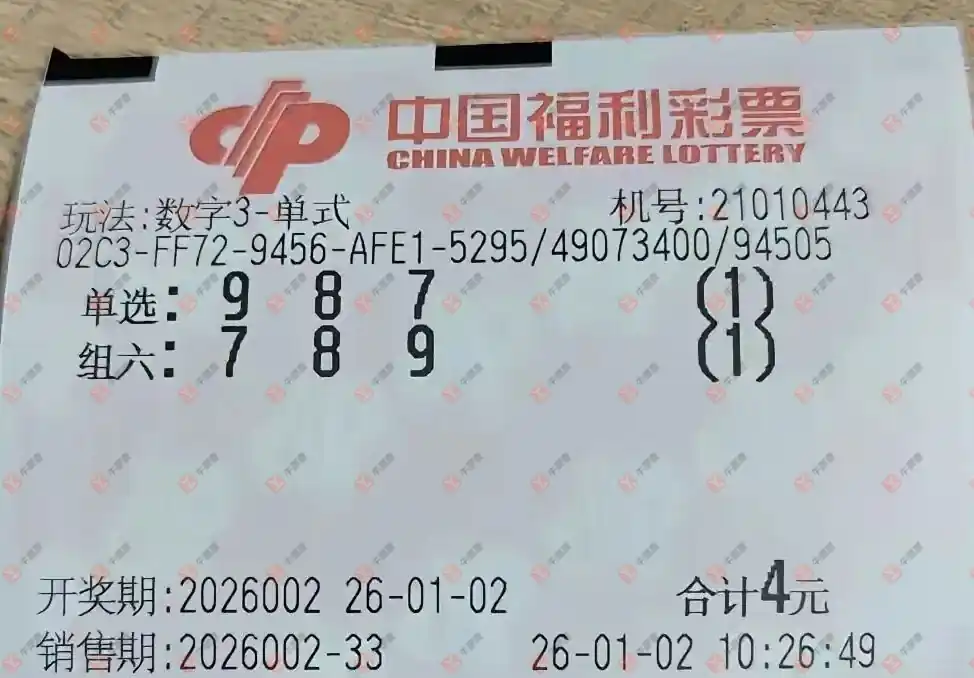 中国福利彩票
CHINA WELFARE LOTTERY
玩法:数字3-单式 机号:21010443
02C3-FF72-9456-AFE1-5295/49073400/94505
单选: 9 8 7 (1)
组六: 7 8 9 (1)
开奖期:2026002 26-01-02 合计4元
销售期:2026002-33 26-01-02 10:26:49